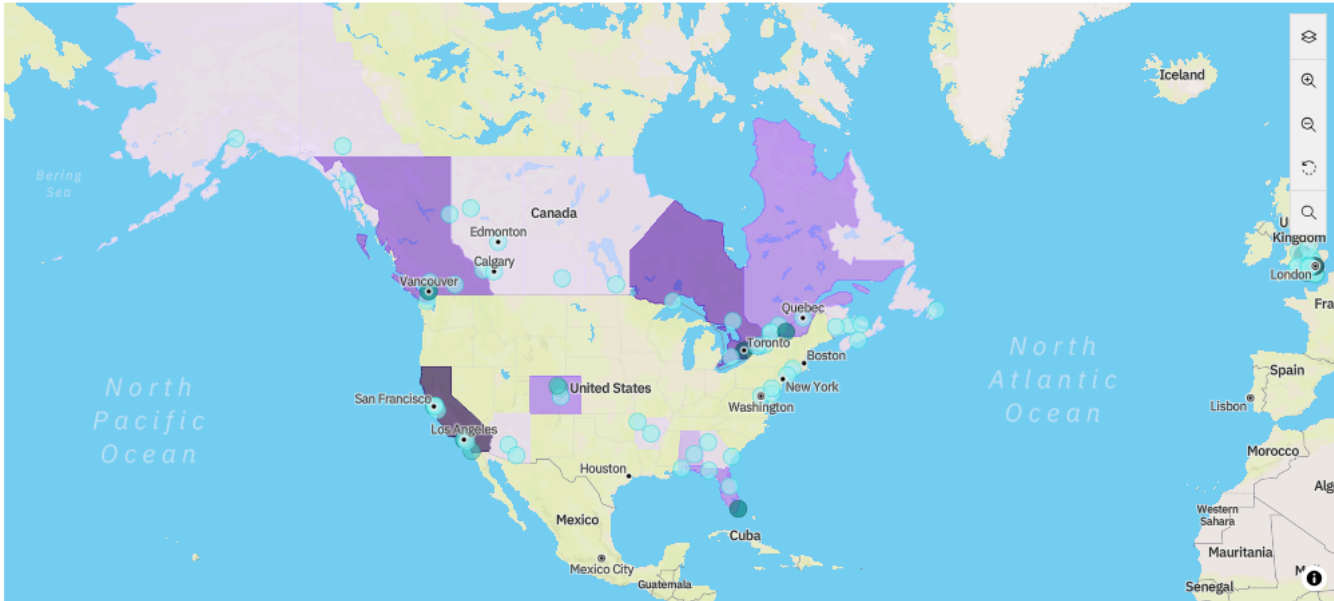 Iceland
Bering
Sea
Canada
Edmonton
Calgary
Vancouver
U
Kingdom
London
Fra
Quebec
Toronto
Boston
North
Atlantic
Ocean
Spain
Lisbon
North
Pacific
Ocean
San Francisco
United States
New York
Washington
Los Angeles
Houston
Morocco
Alg
Mexico
Cuba
Western
Sahara
Mauritania
Mexico City
Guatemala
Senegal
M